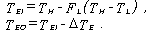 T_EI = T_H - F_L(T_H - T_L) ,
T_EO = T_EI - ΔT_E .